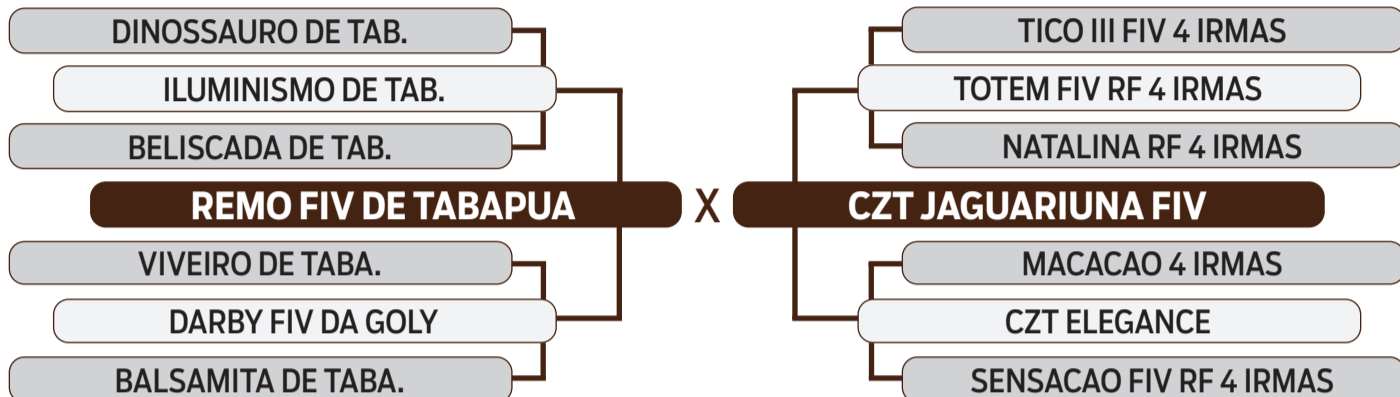 DINOSSAURO DE TAB.
ILUMINISMO DE TAB.
BELISCADA DE TAB.
REMO FIV DE TABAPUA
VIVEIRO DE TABA.
DARBY FIV DA GOLY
BALSAMITA DE TABA.
X
TICO III FIV 4 IRMAS
TOTEM FIV RF 4 IRMAS
NATALINA RF 4 IRMAS
CZT JAGUARIUNA FIV
MACACAO 4 IRMAS
CZT ELEGANCE
SENSACAO FIV RF 4 IRMAS